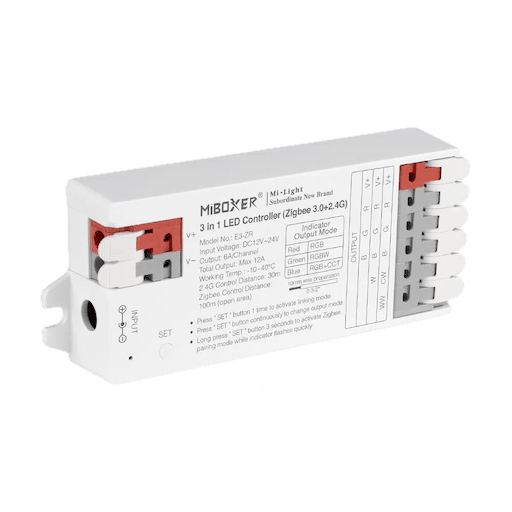 MiBOXER®
Mi·Light
Subordinate New Brand
3 in 1 LED Controller (Zigbee 3.0+2.4G)
Model No.: E3-ZR
Input Voltage: DC12V~24V
Output: 6A/Channel
Total Output: Max 12A
Working Temp.: -10~40°C
2.4G Control Distance: 30m
Zigbee Control Distance:
100m (open area)
Indicator
Output Mode
Red RGB
Green RGBW
Blue RGB+CCT
10mm wire preparation
• Press "SET" button 1 time to activate linking mode
• Press "SET" button continuously to change output mode
• Long press "SET" button 3 seconds to activate Zigbee
pairing mode while indicator flashes quickly
V+
V−
INPUT
SET
OUTPUT
V+ V+ V+
R R R
G G G
B B B
W CW
WW